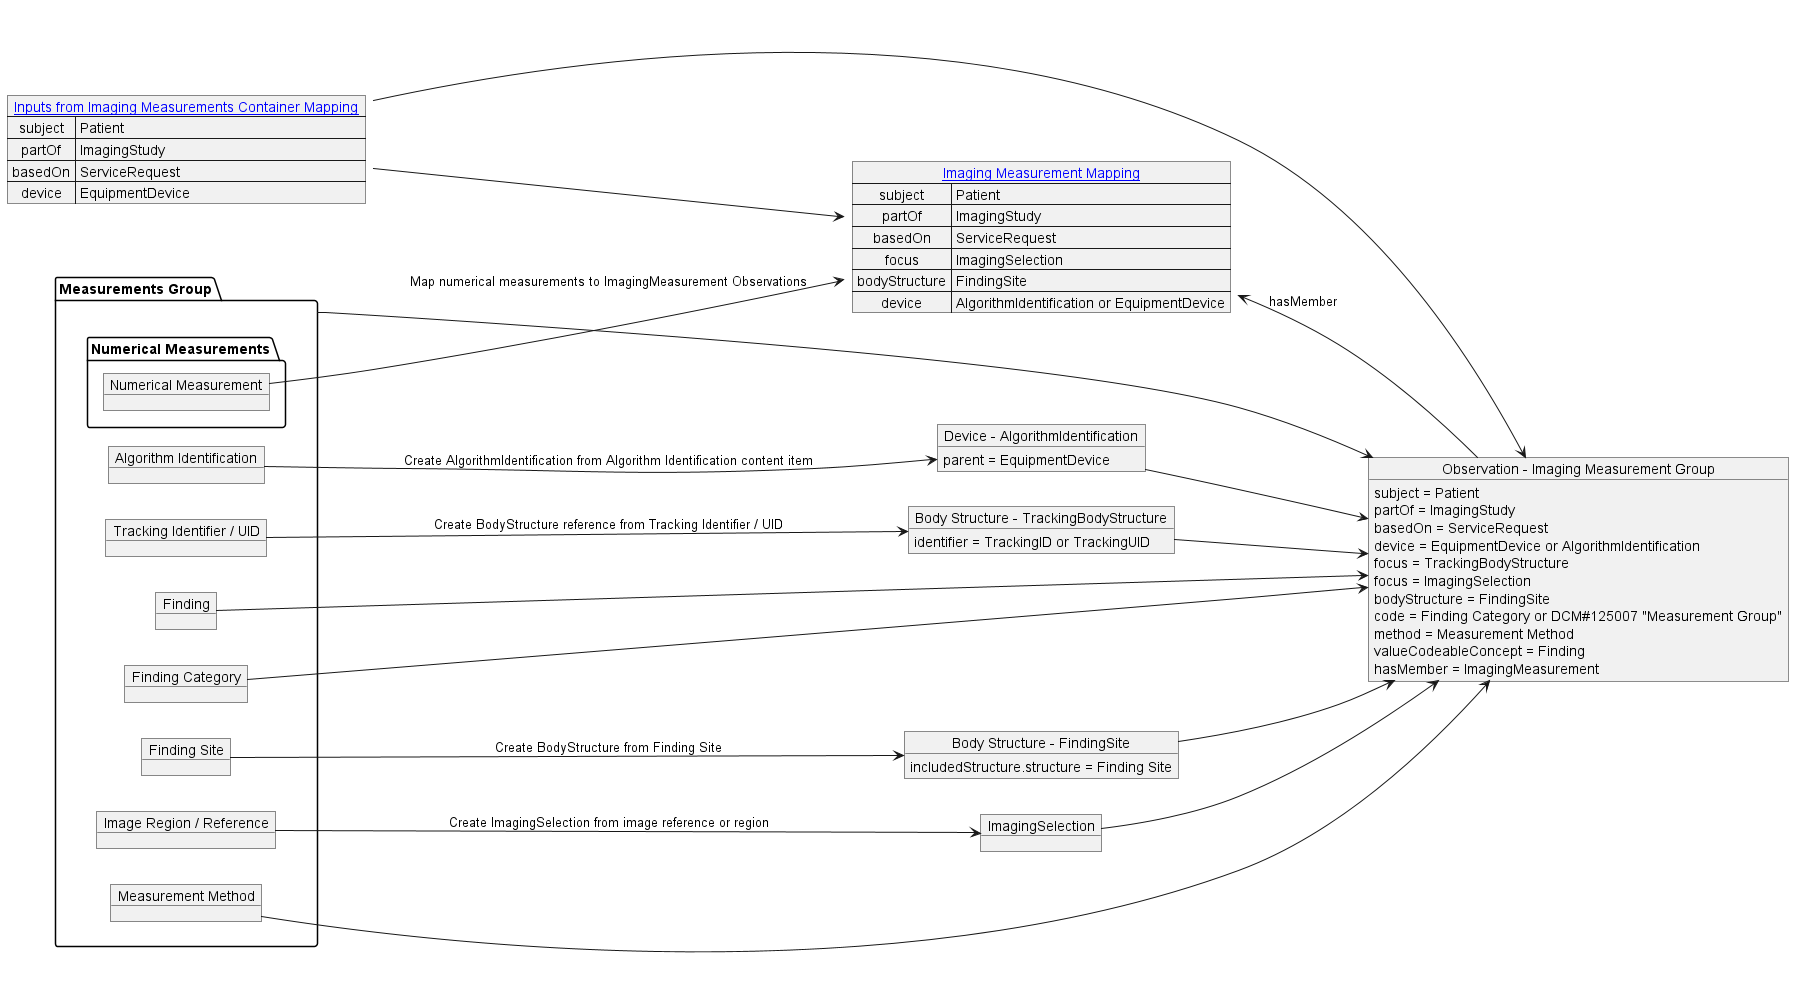 Inputs from Imaging Measurements Container Mapping
subject Patient
partOf ImagingStudy
basedOn ServiceRequest
device EquipmentDevice
Imaging Measurement Mapping
subject Patient
partOf ImagingStudy
basedOn ServiceRequest
focus ImagingSelection
bodyStructure FindingSite
device AlgorithmIdentification or EquipmentDevice
Map numerical measurements to ImagingMeasurement Observations
hasMember
Measurements Group
Numerical Measurements
Numerical Measurement
Algorithm Identification
Create AlgorithmIdentification from Algorithm Identification content item
Device - AlgorithmIdentification
parent = EquipmentDevice
Tracking Identifier / UID
Create BodyStructure reference from Tracking Identifier / UID
Body Structure - TrackingBodyStructure
identifier = TrackingID or TrackingUID
Finding
Finding Category
Finding Site
Create BodyStructure from Finding Site
Body Structure - FindingSite
includedStructure.structure = Finding Site
Image Region / Reference
Create ImagingSelection from image reference or region
ImagingSelection
Measurement Method
Observation - Imaging Measurement Group
subject = Patient
partOf = ImagingStudy
basedOn = ServiceRequest
device = EquipmentDevice or AlgorithmIdentification
focus = TrackingBodyStructure
focus = ImagingSelection
bodyStructure = FindingSite
code = Finding Category or DCM#125007 "Measurement Group"
method = Measurement Method
valueCodeableConcept = Finding
hasMember = ImagingMeasurement